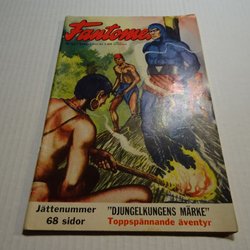 Fantomen
Jättenummer
68 sidor
"DJUNGELKUNGENS MÄRKE"
Toppspännande äventyr